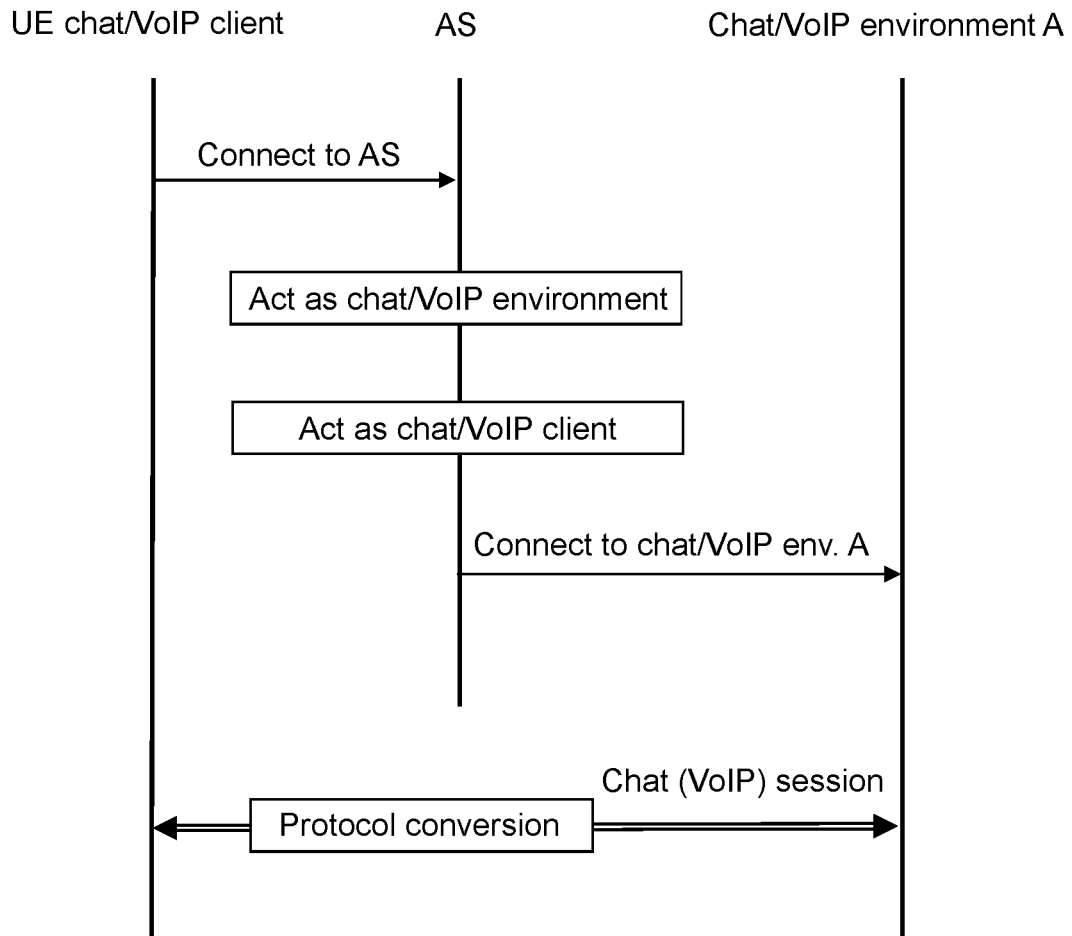 UE chat/VoIP client
AS
Chat/VoIP environment A
Connect to AS
Act as chat/VoIP environment
Act as chat/VoIP client
Connect to chat/VoIP env. A
Chat (VoIP) session
Protocol conversion